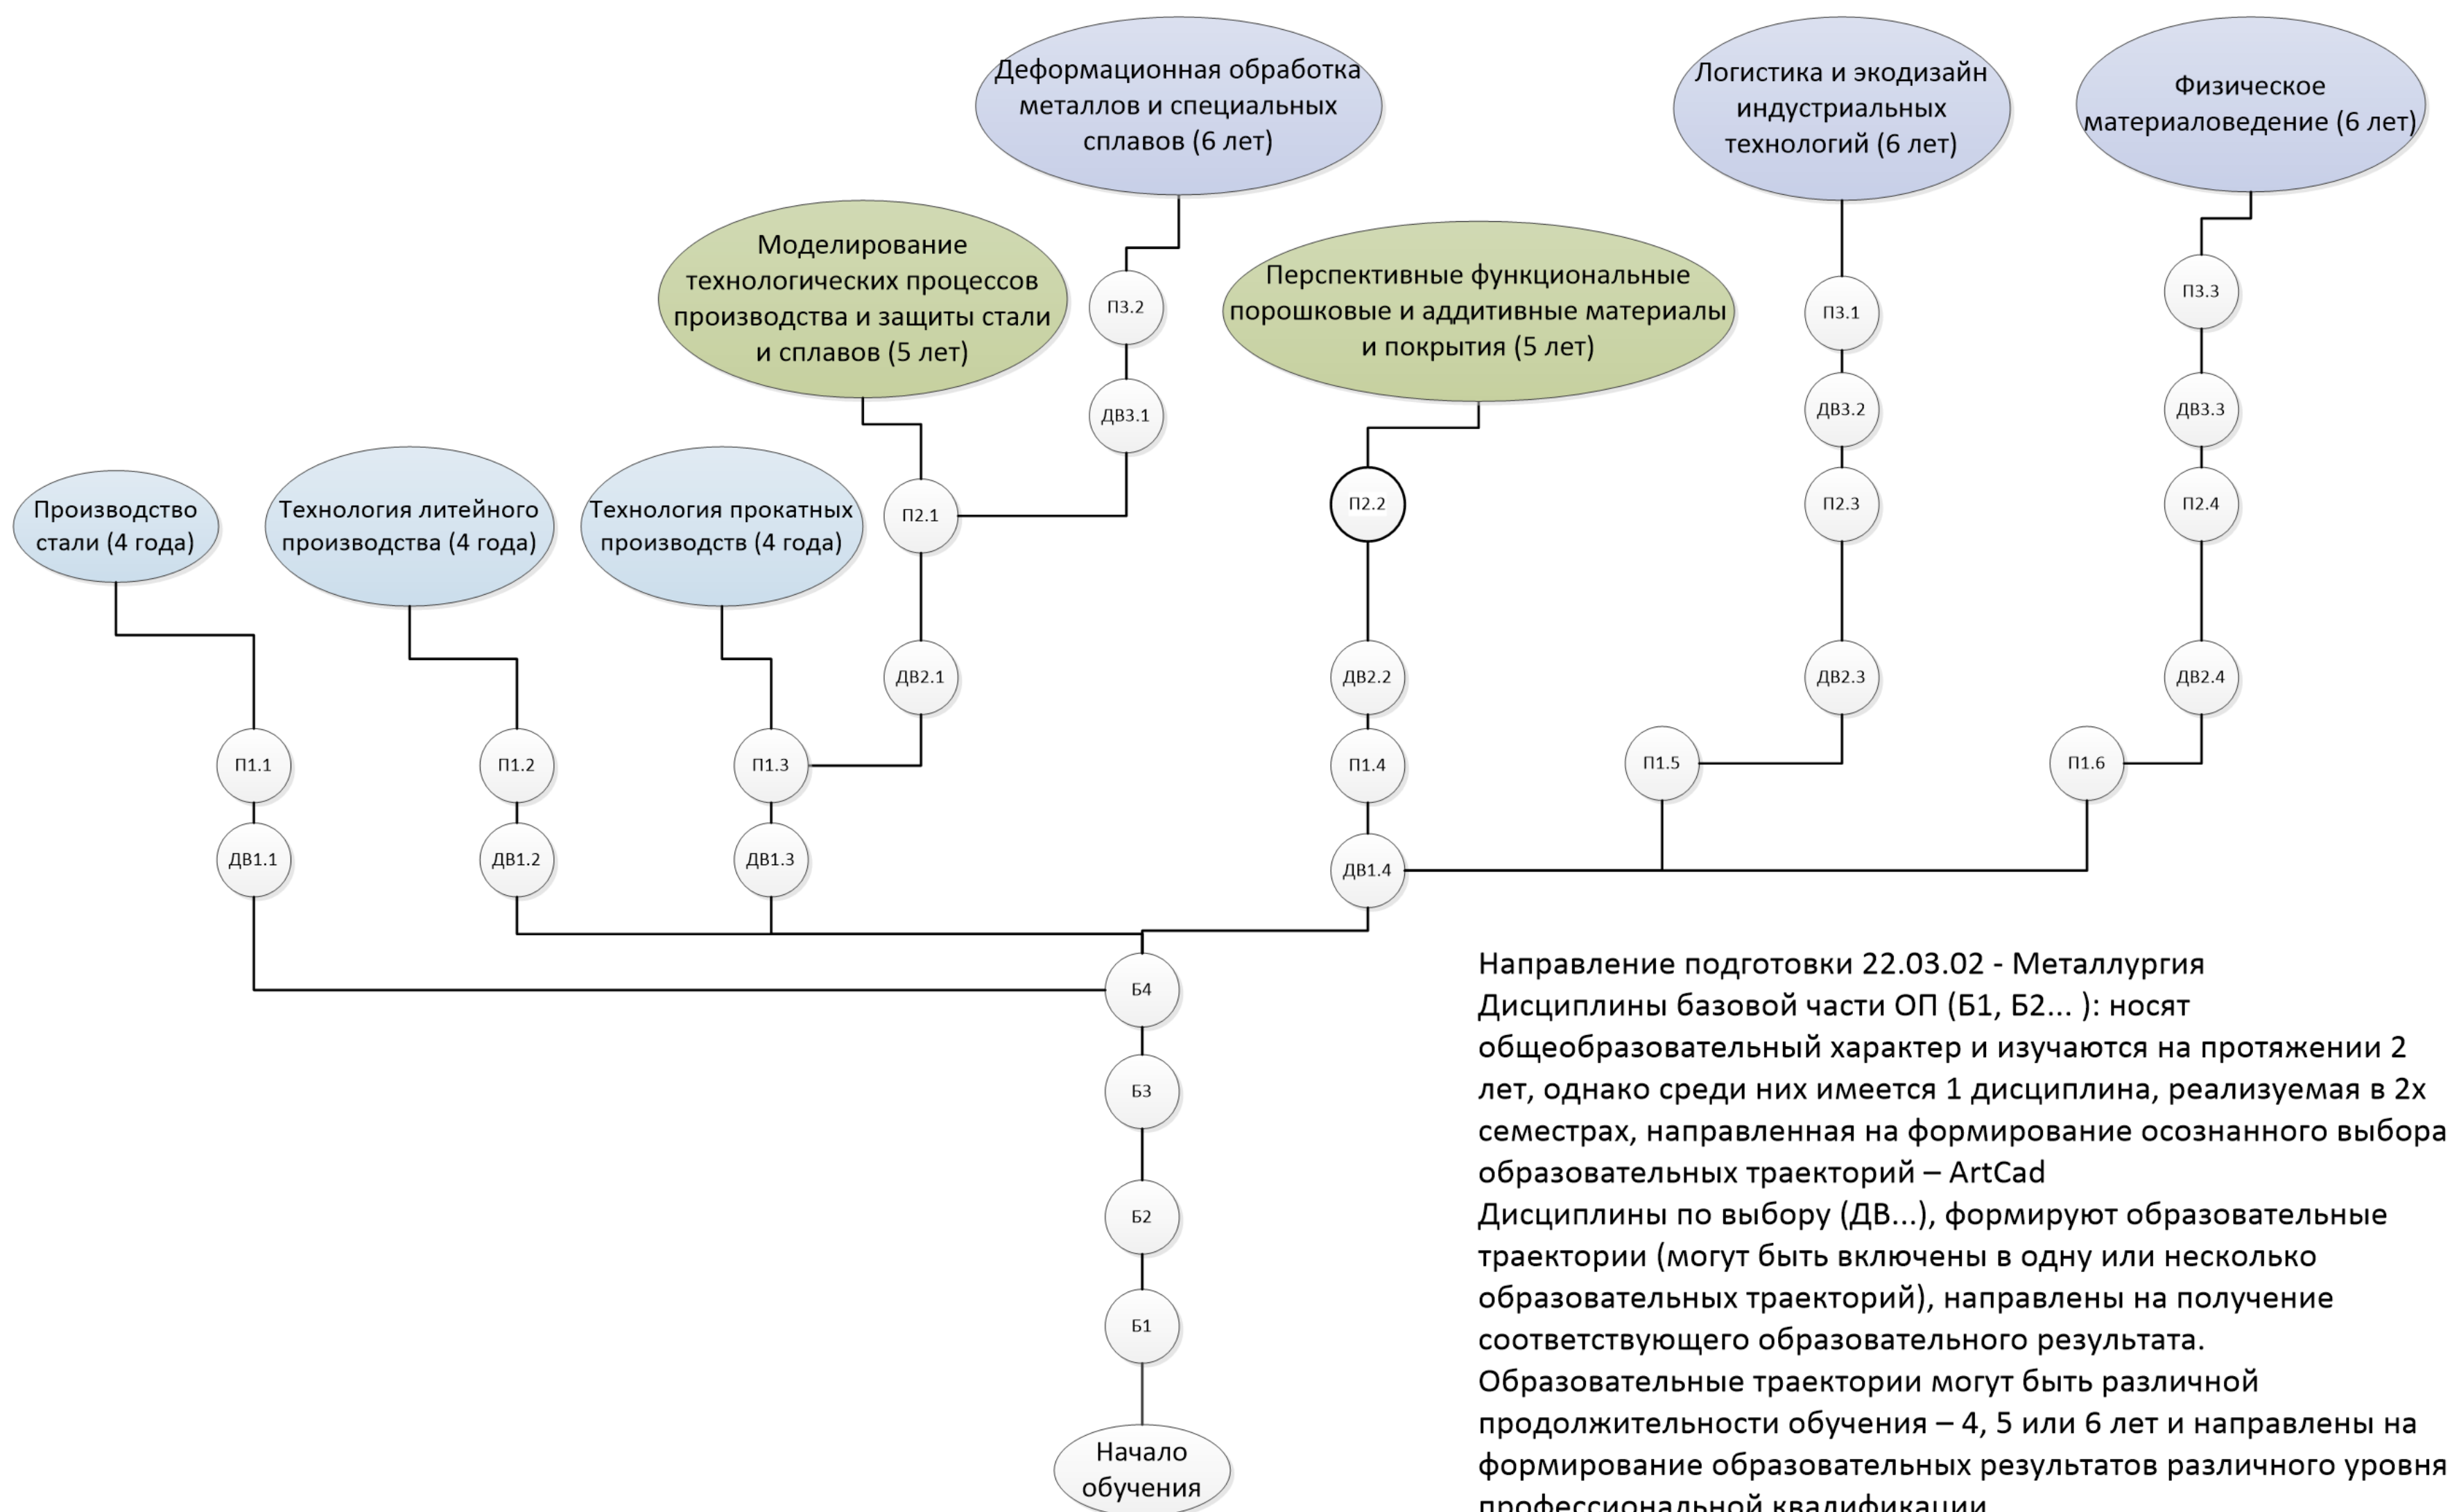 Деформационная обработка
металлов и специальных
сплавов (6 лет)
Логистика и экодизайн
индустриальных
технологий (6 лет)
Физическое
материаловедение (6 лет)
Моделирование
технологических процессов
производства и защиты стали
и сплавов (5 лет)
П3.2
Перспективные функциональные
порошковые и аддитивные материалы
и покрытия (5 лет)
П3.1
П3.3
ДВ3.1
ДВ3.2
ДВ3.3
Производство
стали (4 года)
Технология литейного
производства (4 года)
Технология прокатных
производств (4 года)
П2.1
П2.2
П2.3
П2.4
ДВ2.1
ДВ2.2
ДВ2.3
ДВ2.4
П1.1
П1.2
П1.3
П1.4
П1.5
П1.6
ДВ1.1
ДВ1.2
ДВ1.3
ДВ1.4
Б4
Б3
Б2
Б1
Начало
обучения
Направление подготовки 22.03.02 - Металлургия
Дисциплины базовой части ОП (Б1, Б2... ): носят
общеобразовательный характер и изучаются на протяжении 2
лет, однако среди них имеется 1 дисциплина, реализуемая в 2х
семестрах, направленная на формирование осознанного выбора
образовательных траекторий – ArtCad
Дисциплины по выбору (ДВ...), формируют образовательные
траектории (могут быть включены в одну или несколько
образовательных траекторий), направлены на получение
соответствующего образовательного результата.
Образовательные траектории могут быть различной
продолжительности обучения – 4, 5 или 6 лет и направлены на
формирование образовательных результатов различного уровня
профессиональной квалификации